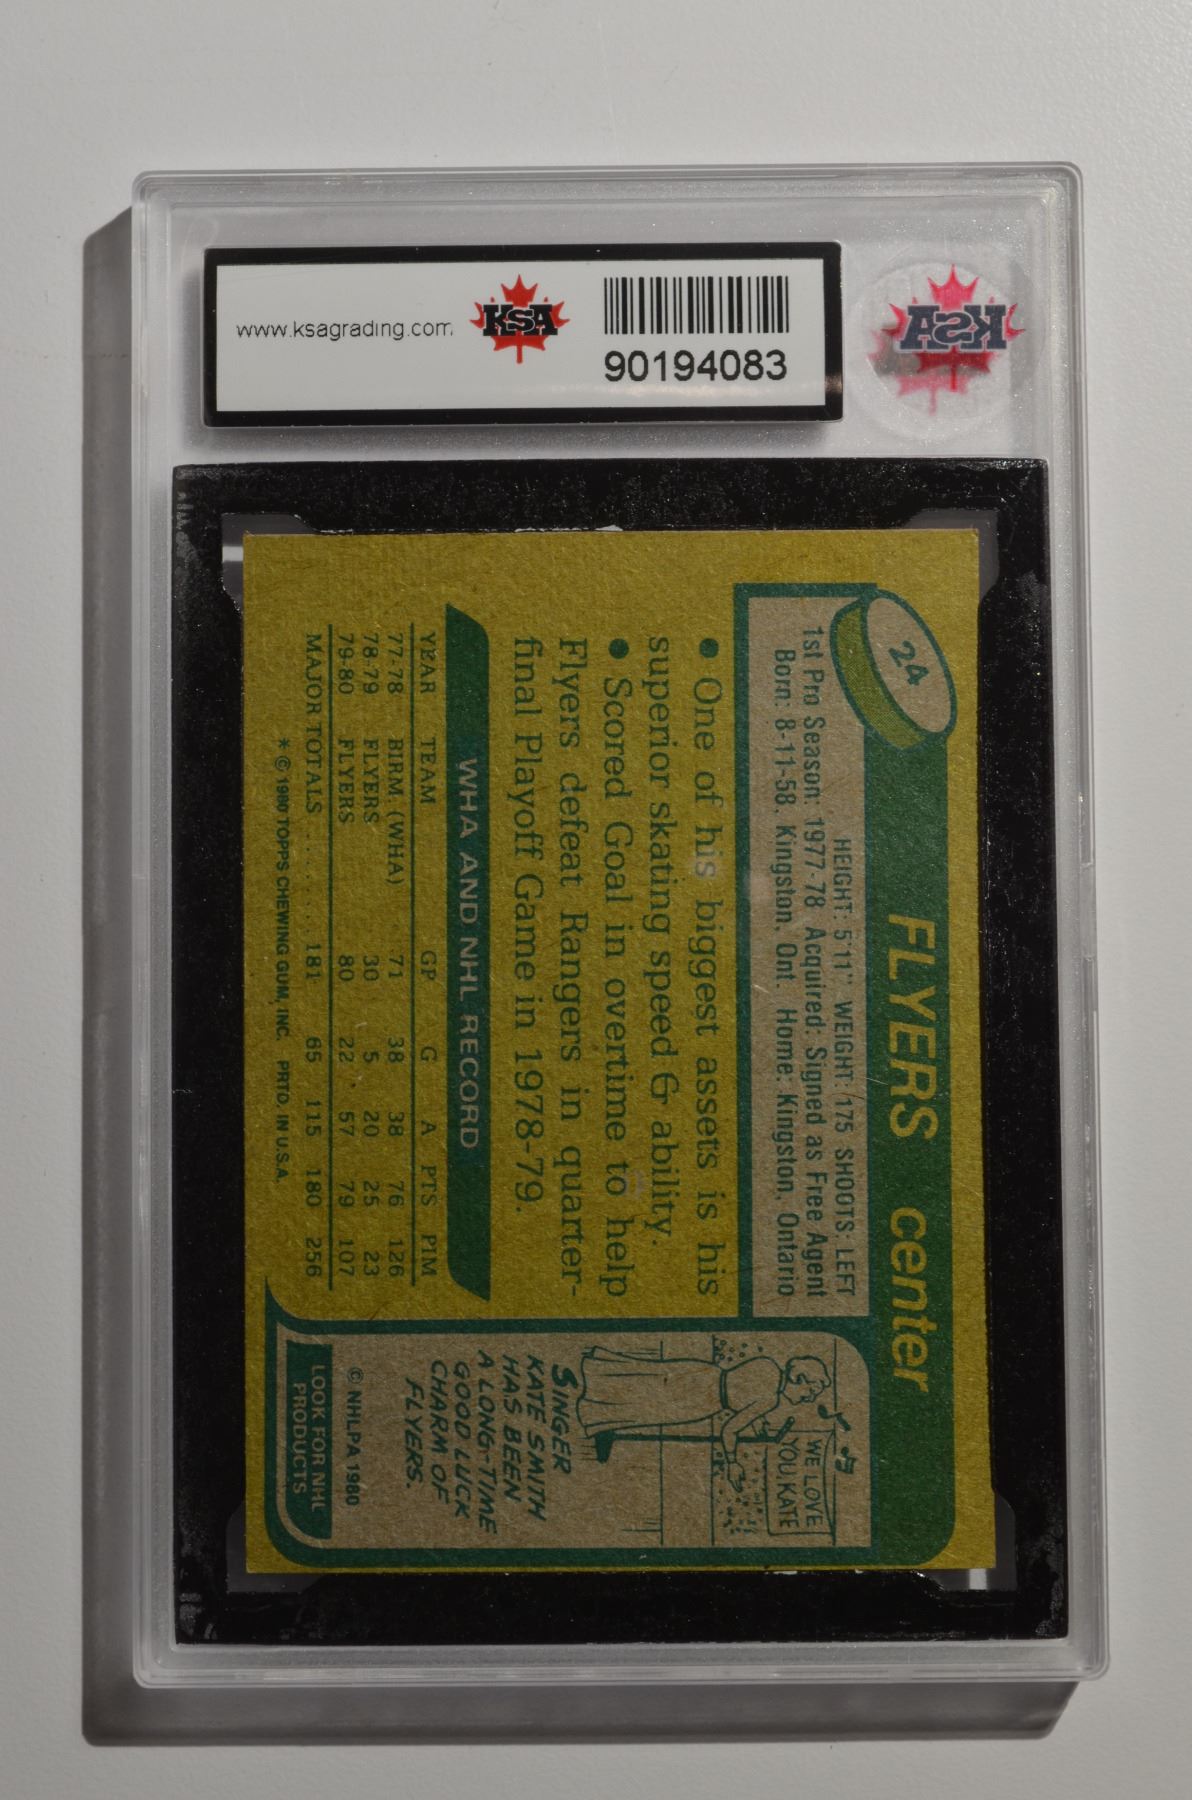 www.ksagrading.com
KSA
90194083
KSA
24
FLYERS center
HEIGHT: 5'11" WEIGHT: 175 SHOOTS: LEFT
1st Pro Season: 1977-78 Acquired: Signed as Free Agent
Born: 8-11-58, Kingston, Ont. Home: Kingston, Ontario
• One of his biggest assets is his
superior skating speed & ability.
• Scored Goal in overtime to help
Flyers defeat Rangers in quarter-
final Playoff Game in 1978-79.
WHA AND NHL RECORD
YEAR TEAM GP G A PTS PIM
77-78 BIRM. (WHA) 71 38 38 76 126
78-79 FLYERS 30 5 20 25 23
79-80 FLYERS 80 22 57 79 107
MAJOR TOTALS . . . . . . . . 181 65 115 180 256
* © 1980 TOPPS CHEWING GUM, INC. PRTD. IN U.S.A.
WE LOVE
YOU, KATE
SINGER
KATE SMITH
HAS BEEN
A LONG-TIME
GOOD LUCK
CHARM OF
FLYERS.
© NHLPA 1980
LOOK FOR NHL
PRODUCTS